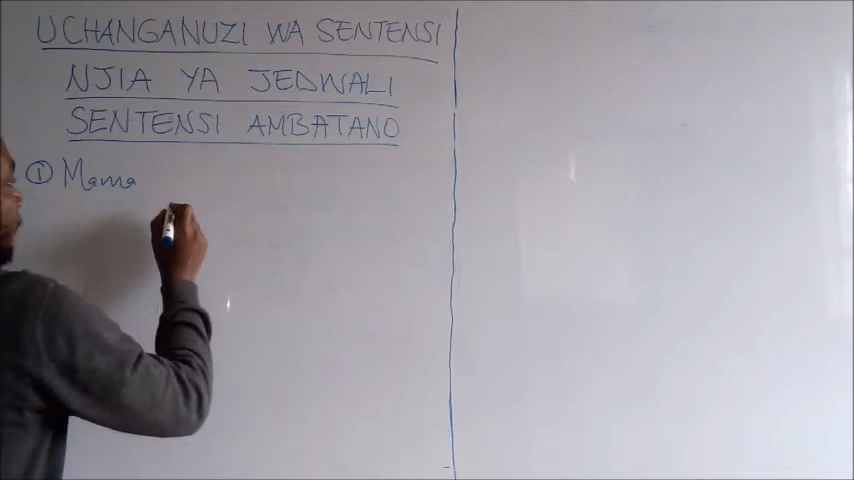 UCHANGANUZI WA SENTENSI
NJIA YA JEDWALI
SENTENSI AMBATANO
① Mama